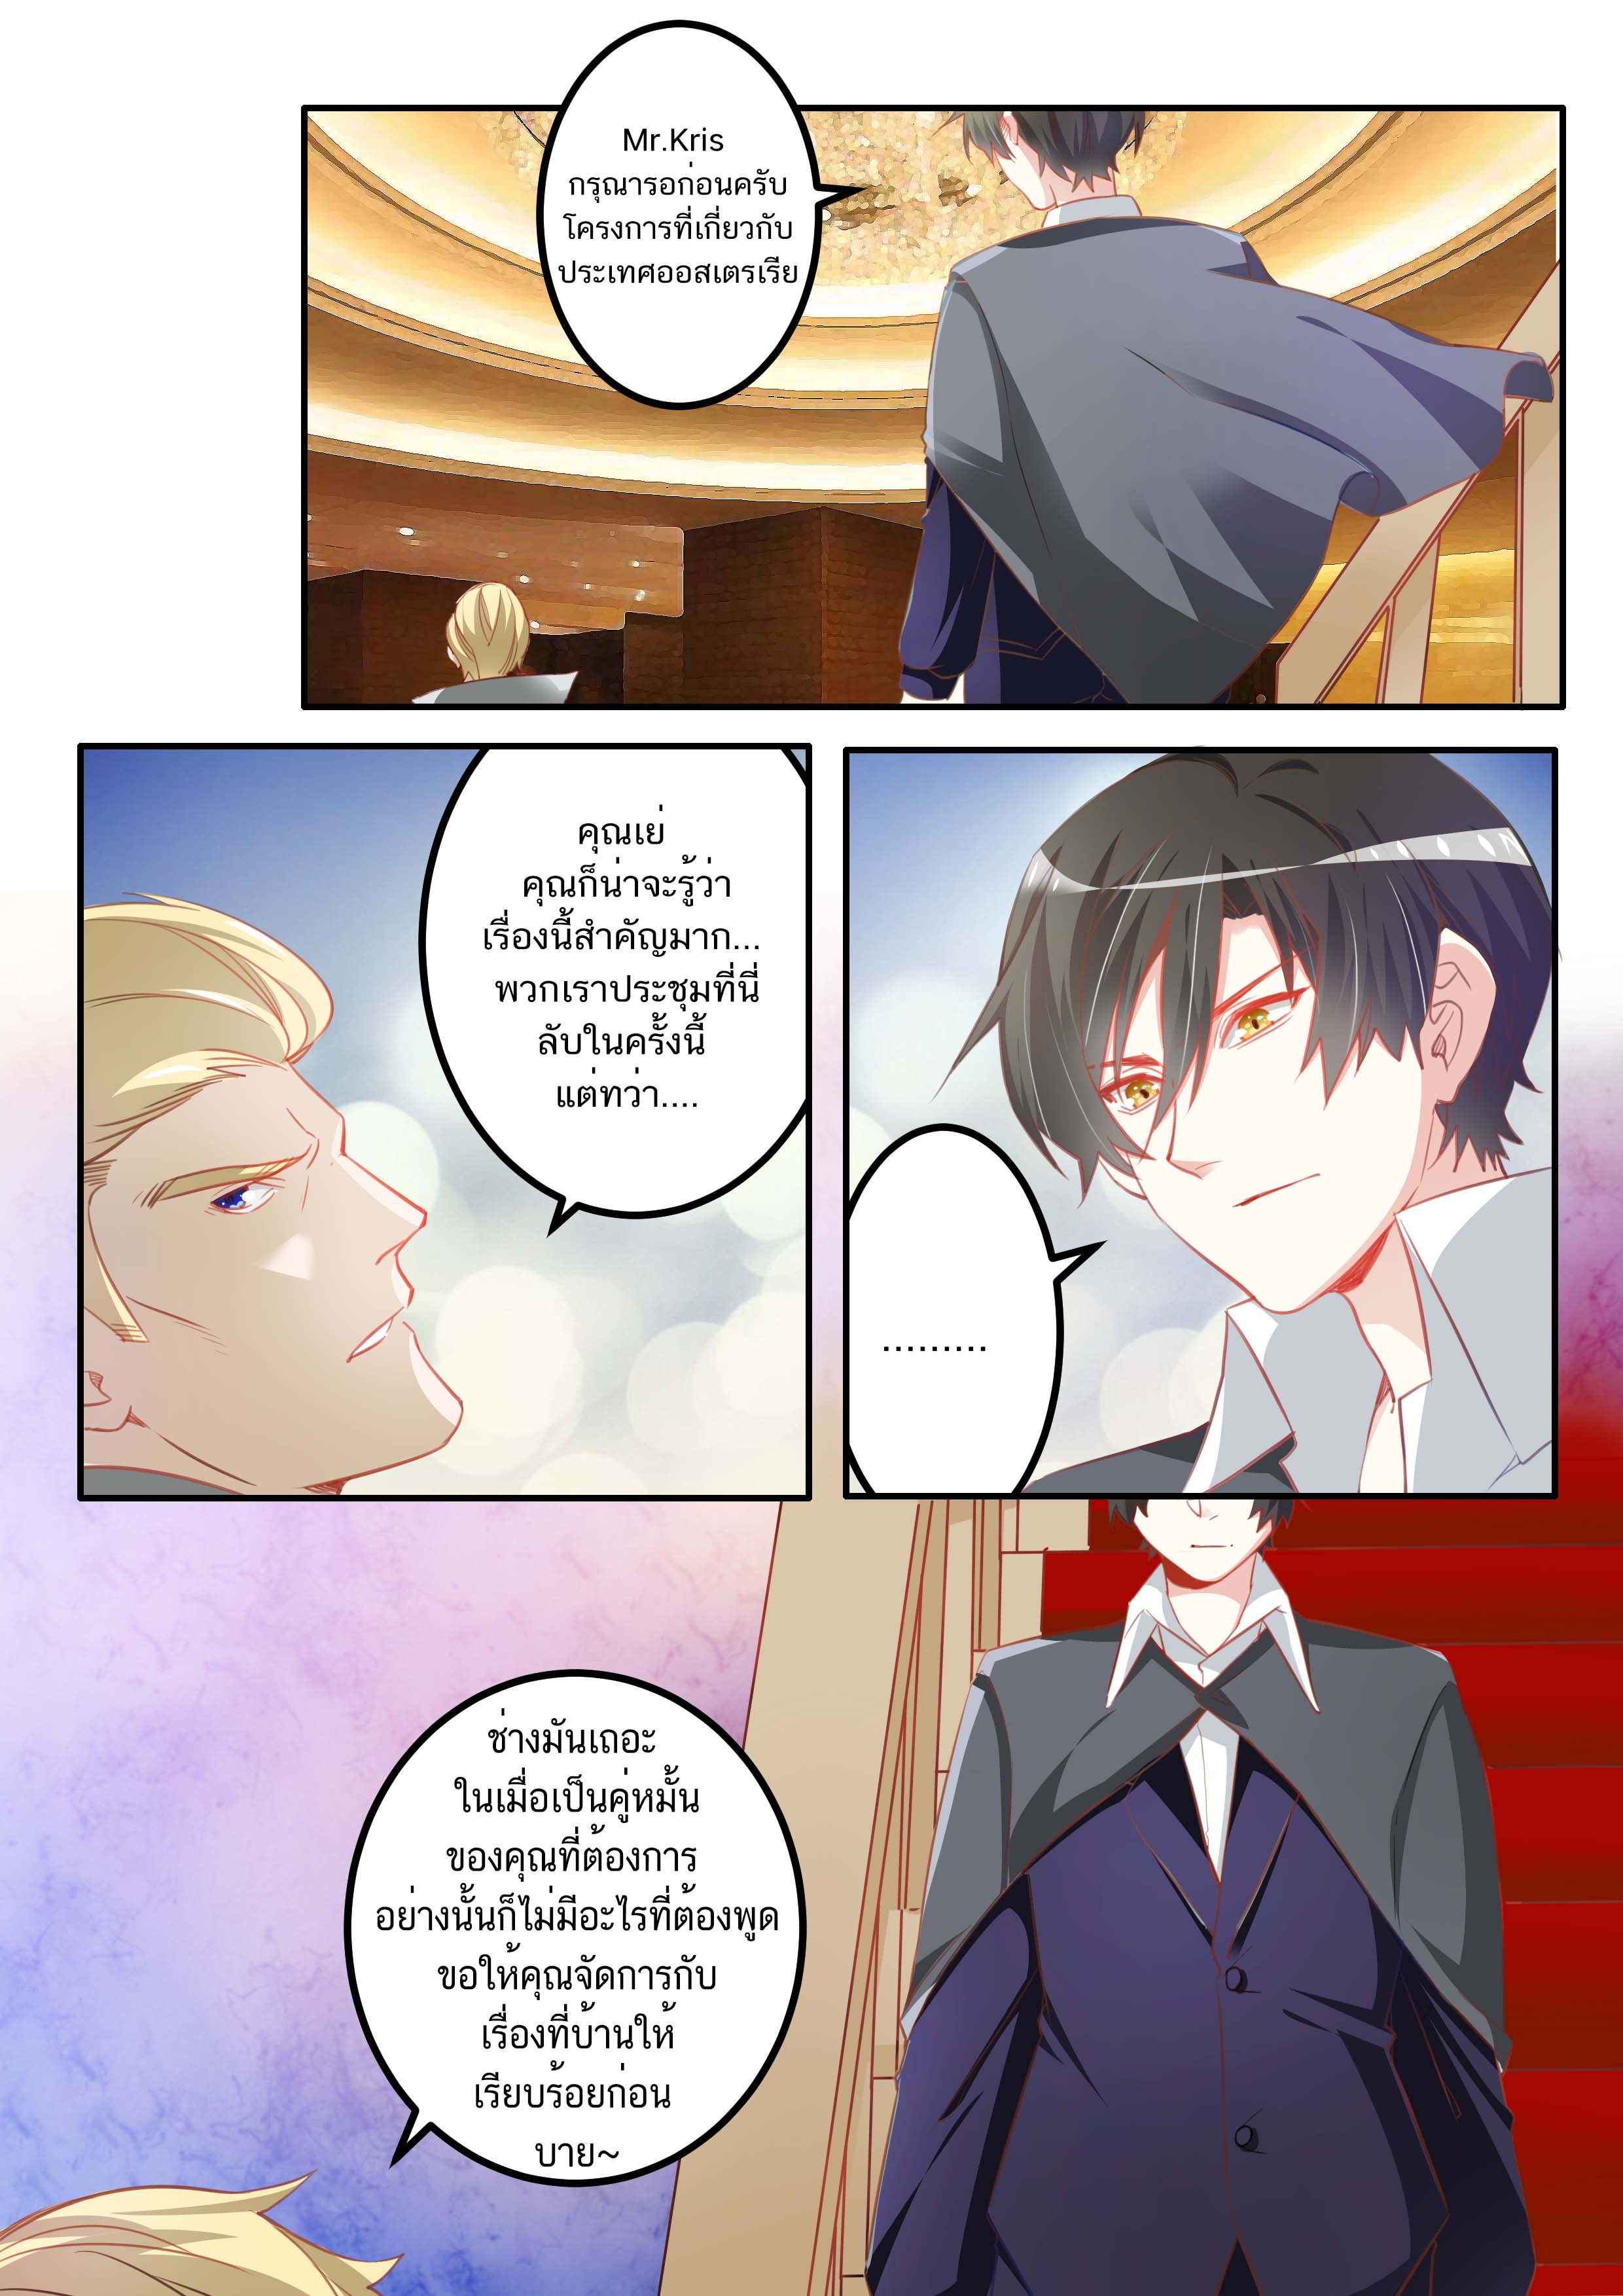 Mr.Kris
กรุณารอก่อนครับ
โครงการที่เกี่ยวกับ
ประเทศออสเตรเรีย
คุณเย่
คุณก็น่าจะรู้ว่า
เรื่องนี้สำคัญมาก...
พวกเราประชุมที่นี่
ลับในครั้งนี้
แต่ทว่า....
.........
ช่างมันเถอะ
ในเมื่อเป็นคู่หมั้น
ของคุณที่ต้องการ
อย่างนั้นก็ไม่มีอะไรที่ต้องพูด
ขอให้คุณจัดการกับ
เรื่องที่บ้านให้
เรียบร้อยก่อน
บาย~